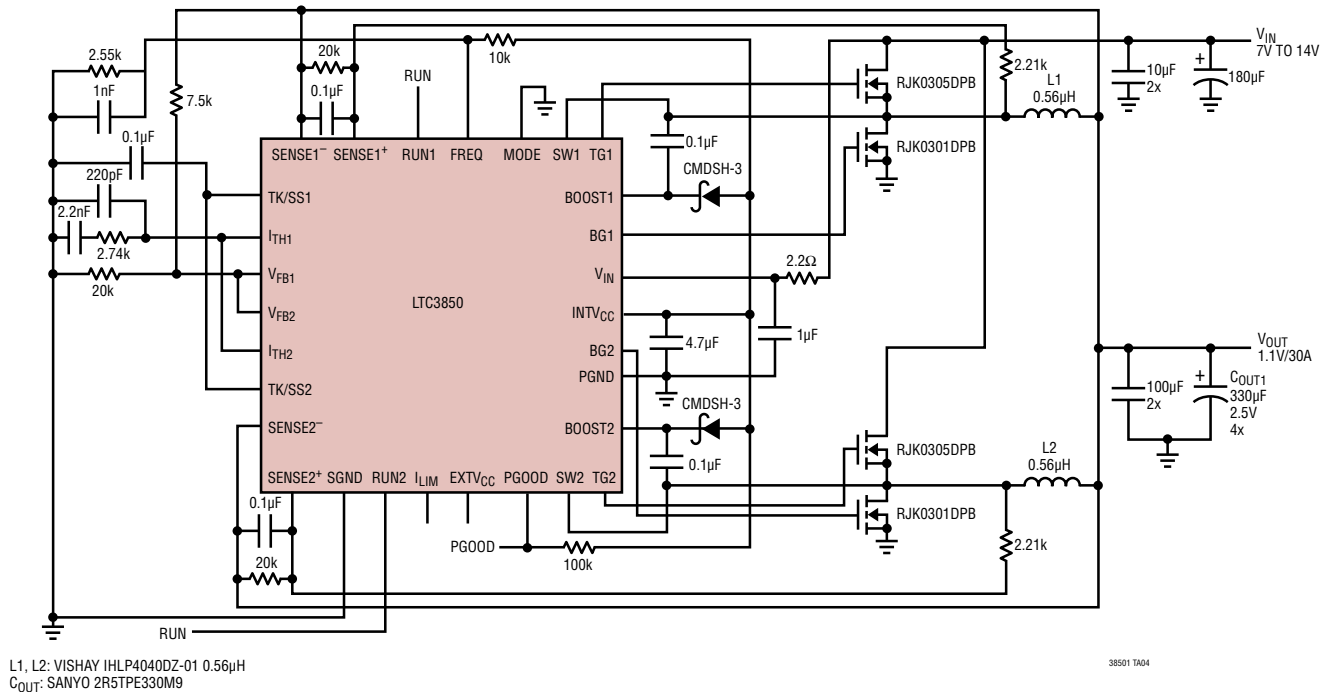 2.55k
1nF
0.1µF
220pF
2.2nF
2.74k
20k
7.5k
20k
0.1µF
RUN
10k
SENSE1⁻ SENSE1⁺ RUN1 FREQ MODE SW1 TG1
TK/SS1
I_TH1
V_FB1
V_FB2
I_TH2
TK/SS2
SENSE2⁻
LTC3850
BOOST1
BG1
V_IN
INTV_CC
BG2
PGND
BOOST2
SENSE2⁺ SGND RUN2 I_LIM EXTV_CC PGOOD SW2 TG2
0.1µF
CMDSH-3
2.2Ω
1µF
4.7µF
CMDSH-3
0.1µF
RJK0305DPB
RJK0301DPB
2.21k
L1
0.56µH
10µF
2x
+
180µF
V_IN
7V TO 14V
V_OUT
1.1V/30A
100µF
2x
+
C_OUT1
330µF
2.5V
4x
RJK0305DPB
RJK0301DPB
L2
0.56µH
2.21k
0.1µF
20k
PGOOD
100k
RUN
L1, L2: VISHAY IHLP4040DZ-01 0.56µH
C_OUT: SANYO 2R5TPE330M9
38501 TA04